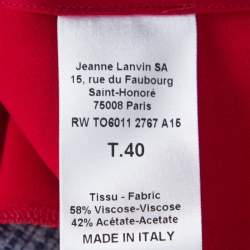 Jeanne Lanvin SA
15, rue du Faubourg
Saint-Honoré
75008 Paris
RW TO6011 2767 A15
T.40
Tissu - Fabric
58% Viscose-Viscose
42% Acétate-Acetate
MADE IN ITALY